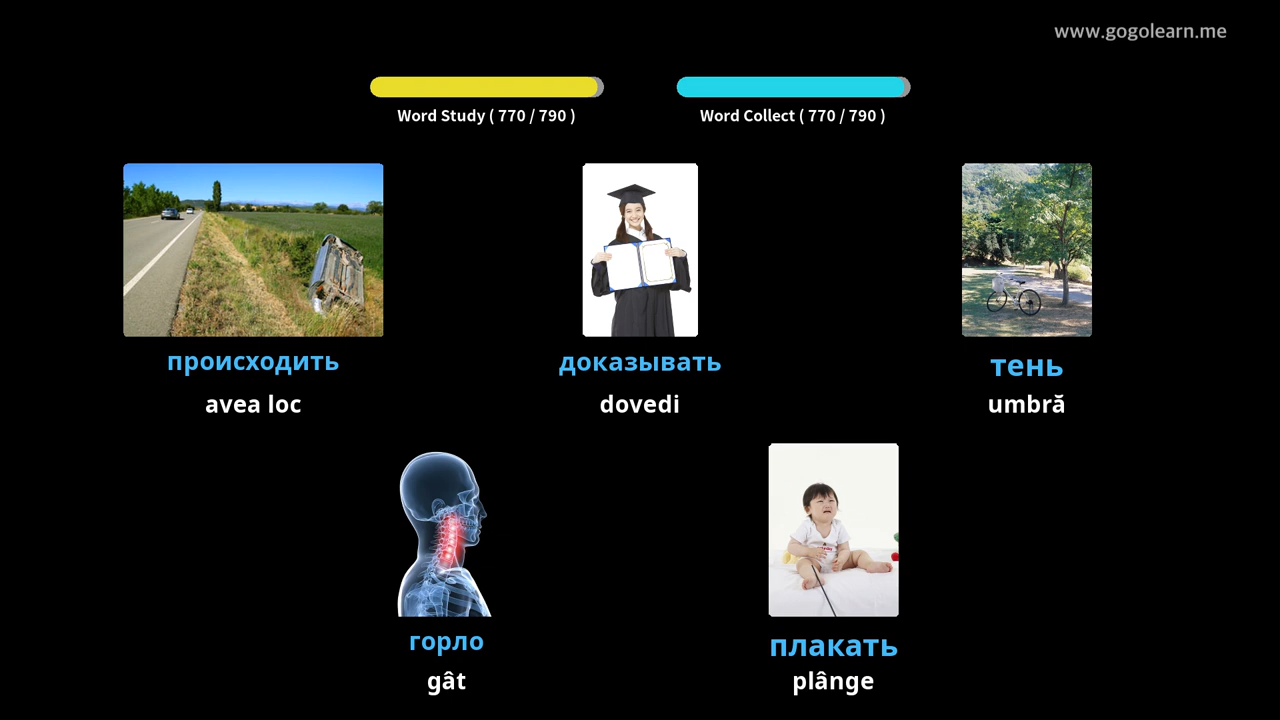 www.gogolearn.me
Word Study ( 770 / 790 )
Word Collect ( 770 / 790 )
происходить
avea loc
доказывать
dovedi
тень
umbră
горло
gât
плакать
plânge